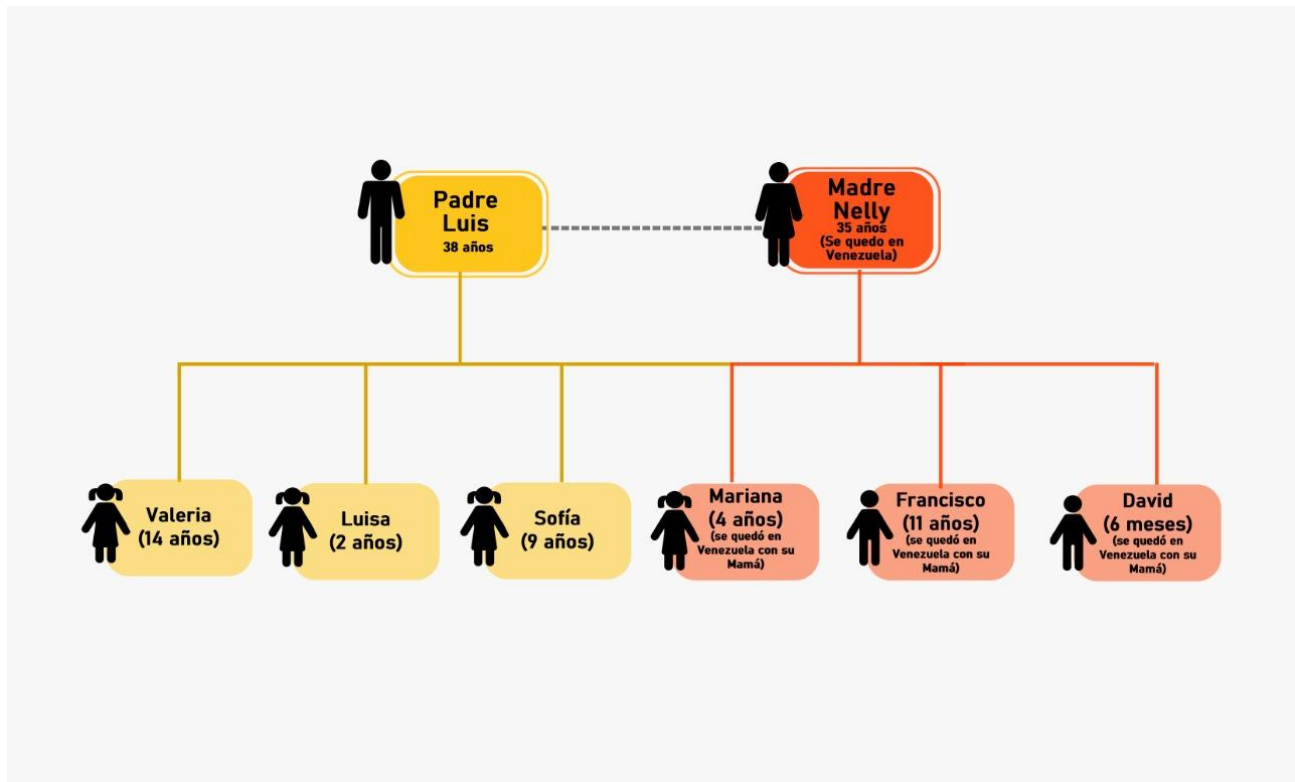 Padre
Luis
38 años
Madre
Nelly
35 años
(Se quedo en
Venezuela)
Valeria
(14 años)
Luisa
(2 años)
Sofía
(9 años)
Mariana
(4 años)
(se quedó en
Venezuela con su
Mamá)
Francisco
(11 años)
(se quedó en
Venezuela con su
Mamá)
David
(6 meses)
(se quedó en
Venezuela con su
Mamá)